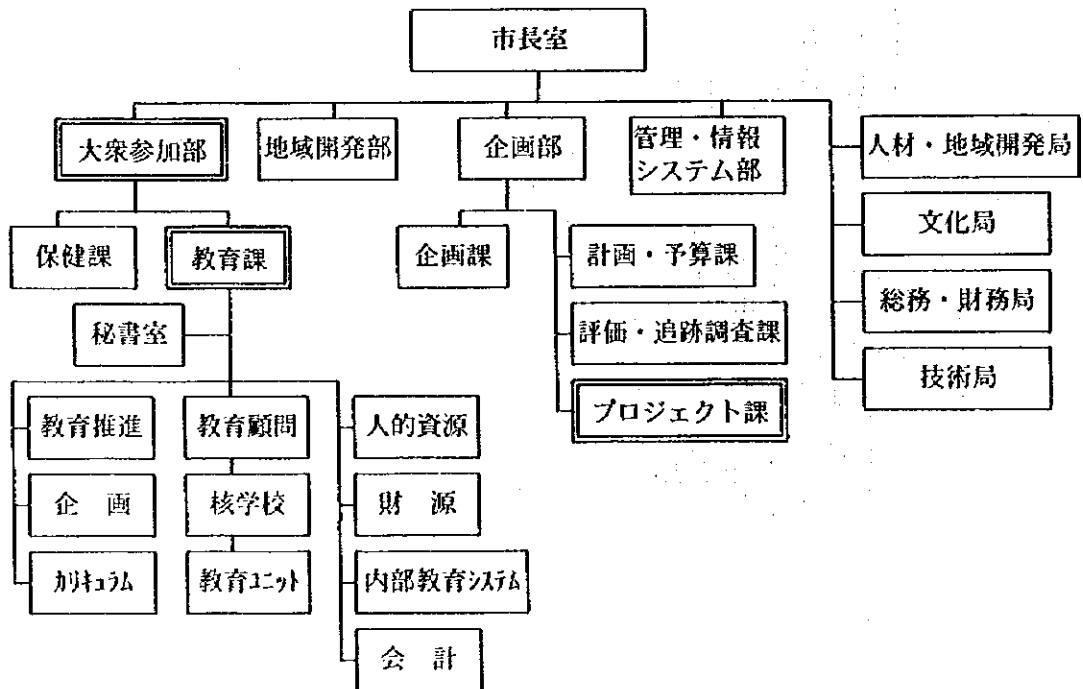 市長室
大衆参加部
地域開発部
企画部
管理・情報
システム部
人材・地域開発局
文化局
総務・財務局
技術局
保健課
教育課
企画課
計画・予算課
評価・追跡調査課
プロジェクト課
秘書室
教育推進
教育顧問
人的資源
企　画
核学校
財　源
カリキュラム
教育ユニット
内部教育システム
会　計